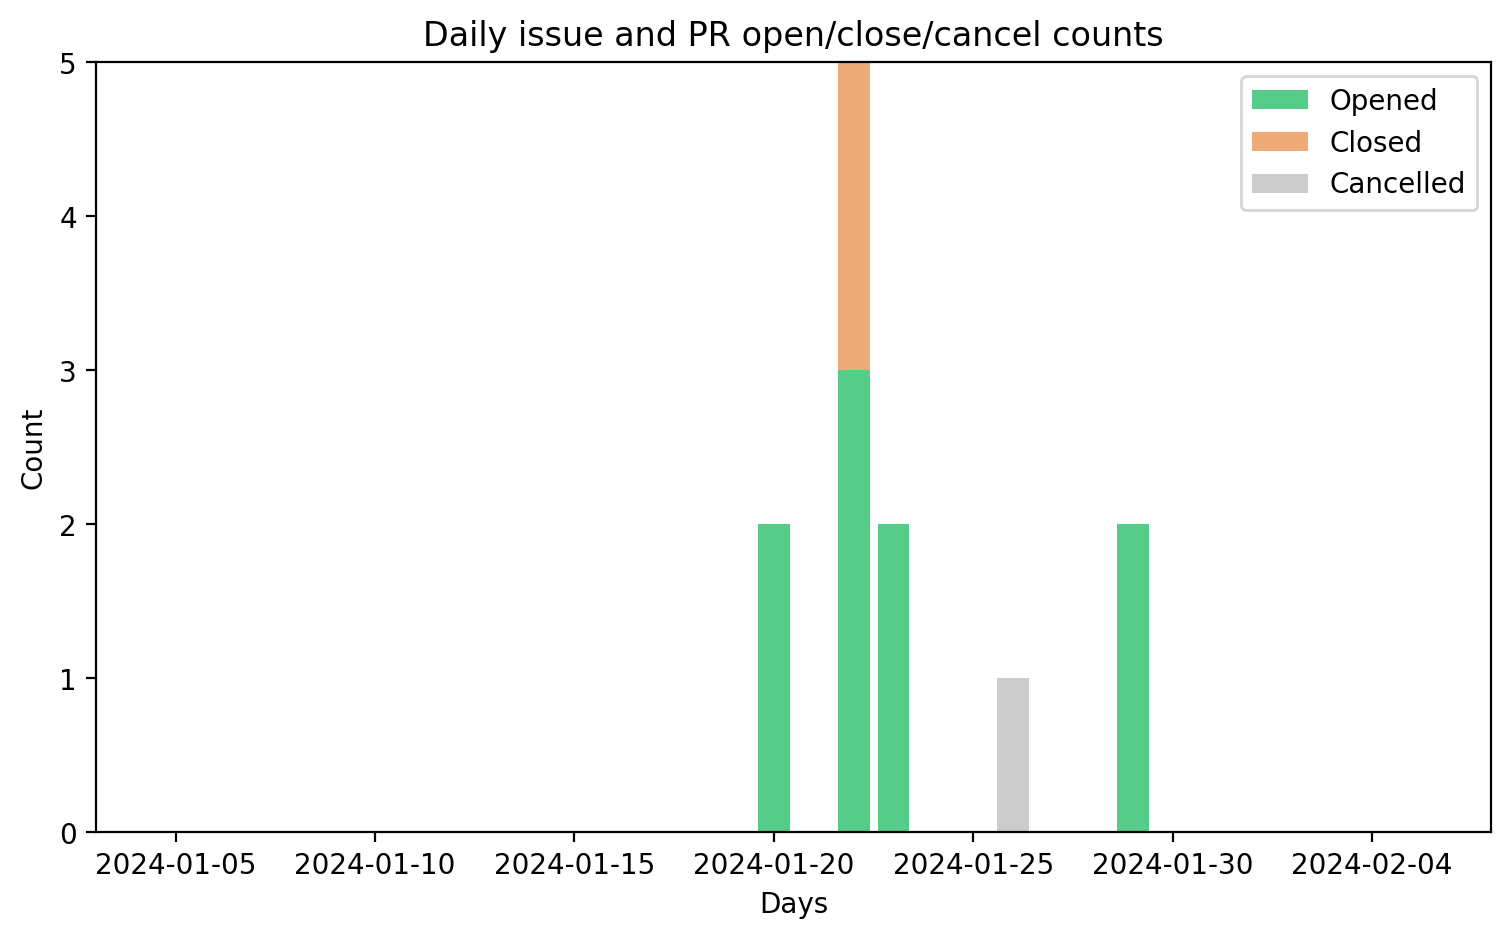 Daily issue and PR open/close/cancel counts
5
4
3
2
1
0
Count
Opened
Closed
Cancelled
2024-01-05 2024-01-10 2024-01-15 2024-01-20 2024-01-25 2024-01-30 2024-02-04
Days